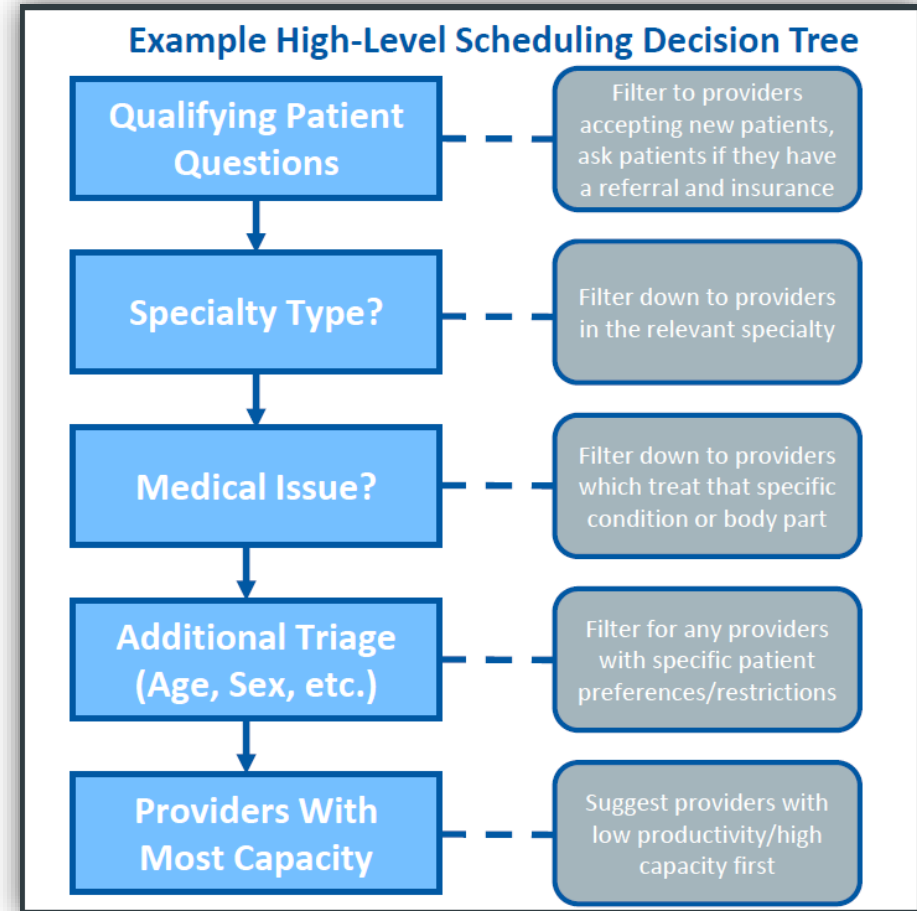 Example High-Level Scheduling Decision Tree
Qualifying Patient
Questions
Filter to providers
accepting new patients,
ask patients if they have
a referral and insurance
Specialty Type?
Filter down to providers
in the relevant specialty
Medical Issue?
Filter down to providers
which treat that specific
condition or body part
Additional Triage
(Age, Sex, etc.)
Filter for any providers
with specific patient
preferences/restrictions
Providers With
Most Capacity
Suggest providers with
low productivity/high
capacity first